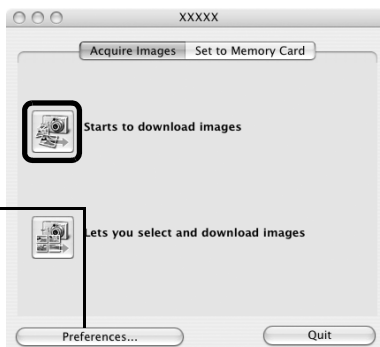 XXXXX
Acquire Images Set to Memory Card
Starts to download images
Lets you select and download images
Preferences... Quit